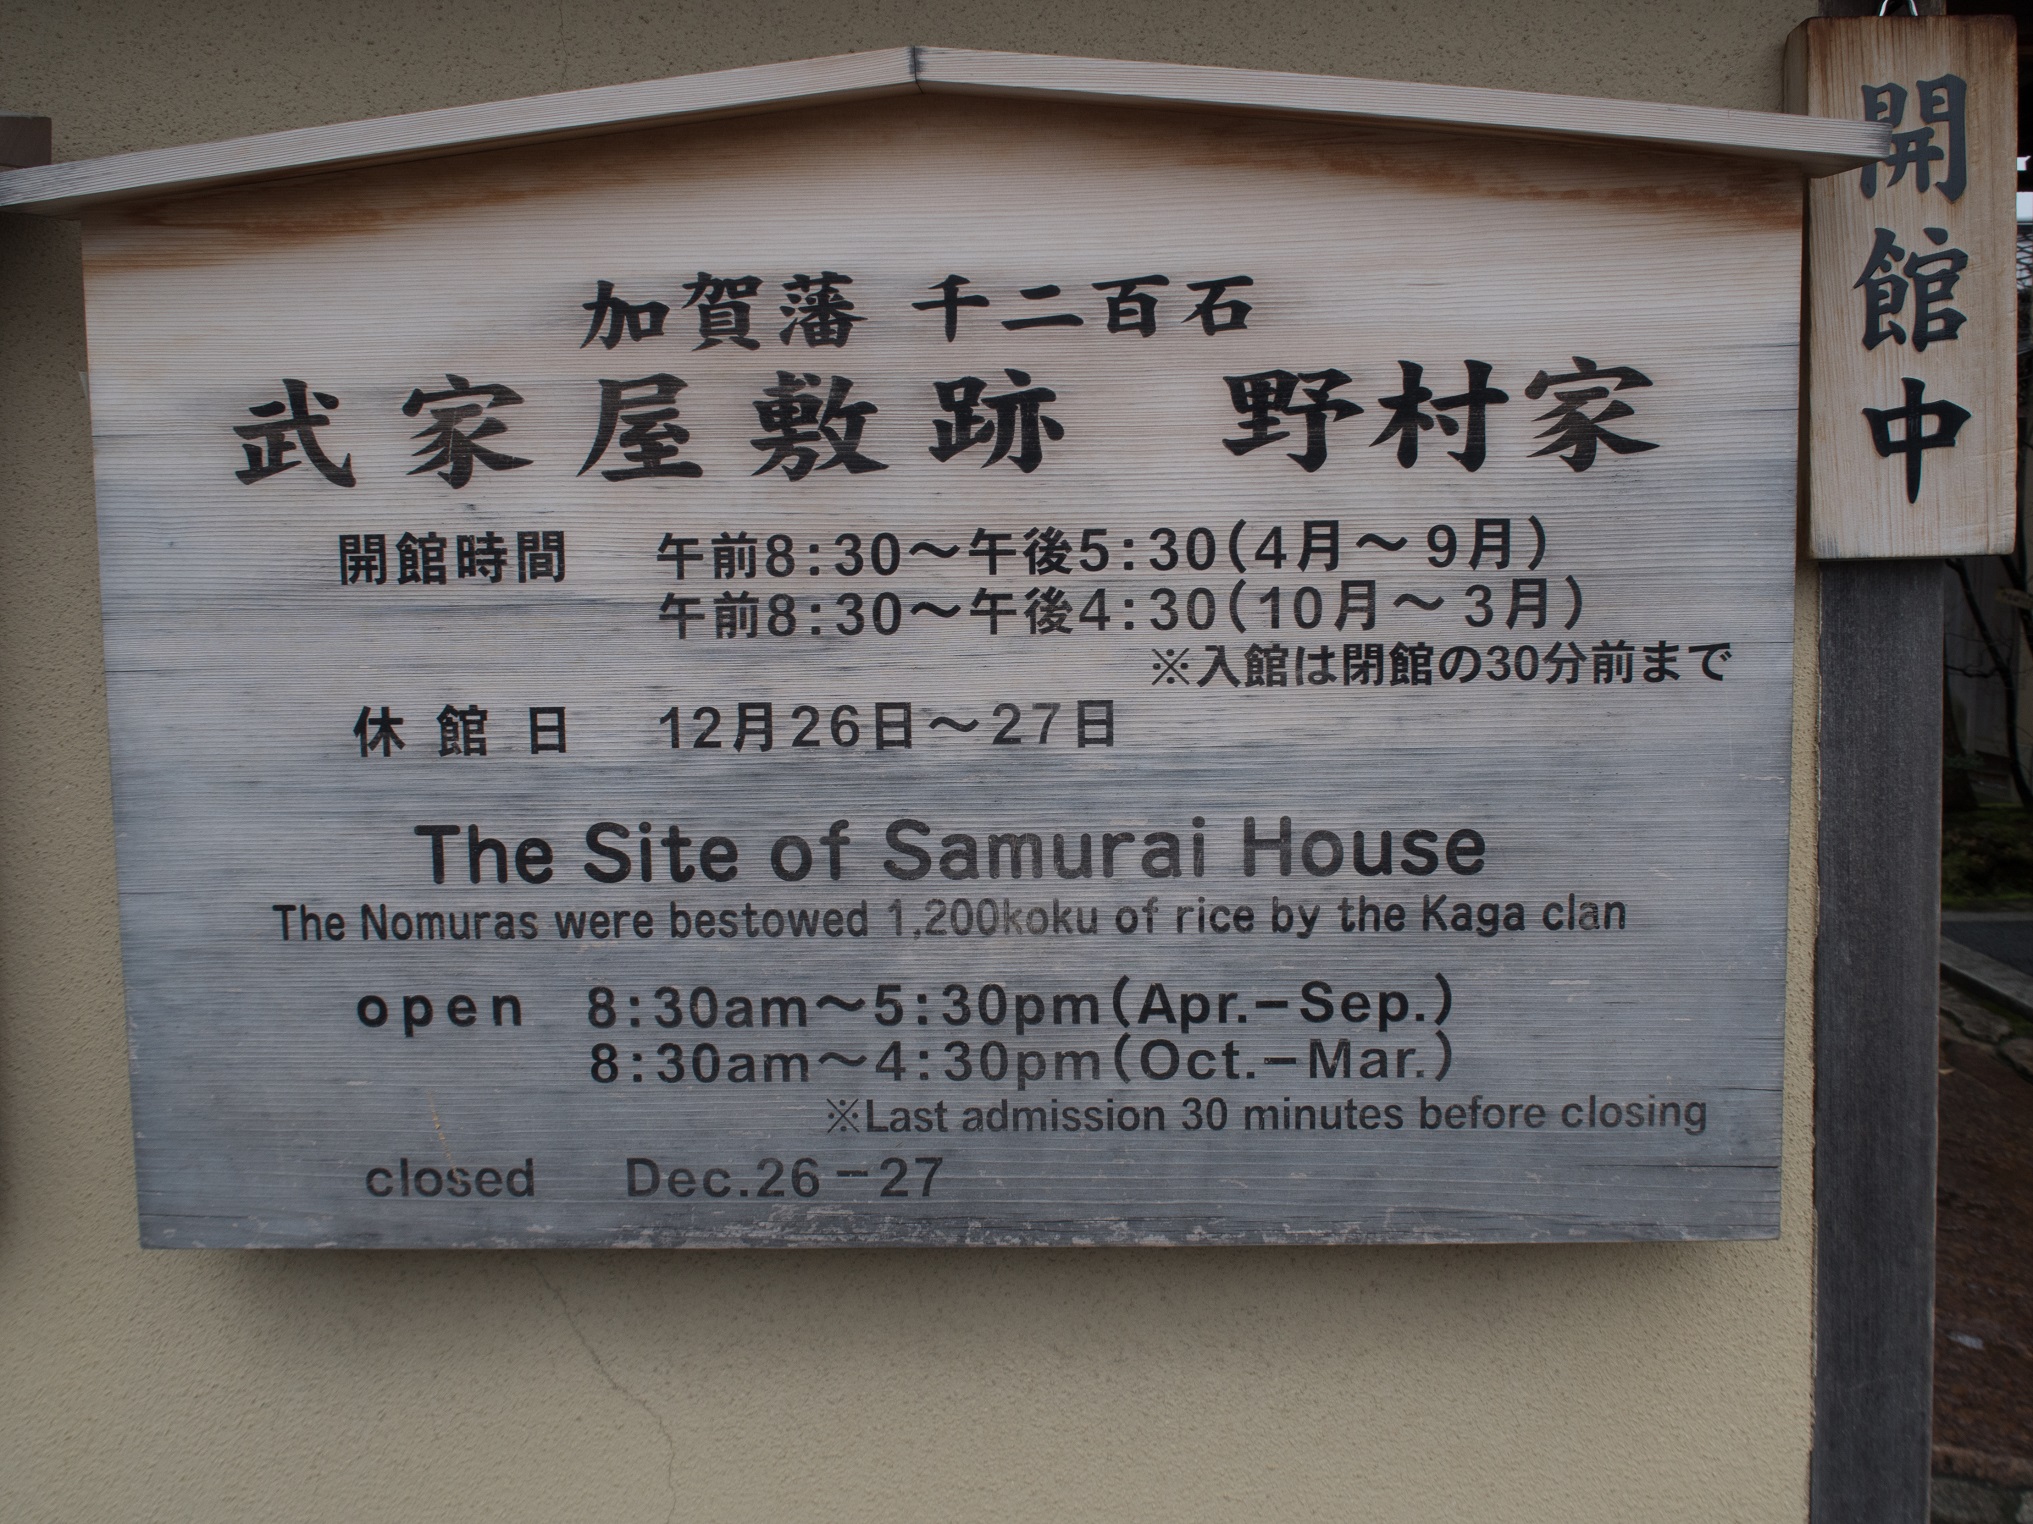 加賀藩 千二百石
武家屋敷跡 野村家
開館時間 午前8:30〜午後5:30(4月〜9月)
午前8:30〜午後4:30(10月〜3月)
※入館は閉館の30分前まで
休館日 12月26日〜27日
The Site of Samurai House
The Nomuras were bestowed 1,200koku of rice by the Kaga clan
open 8:30am〜5:30pm(Apr.−Sep.)
8:30am〜4:30pm(Oct.−Mar.)
※Last admission 30 minutes before closing
closed Dec.26−27
開館中